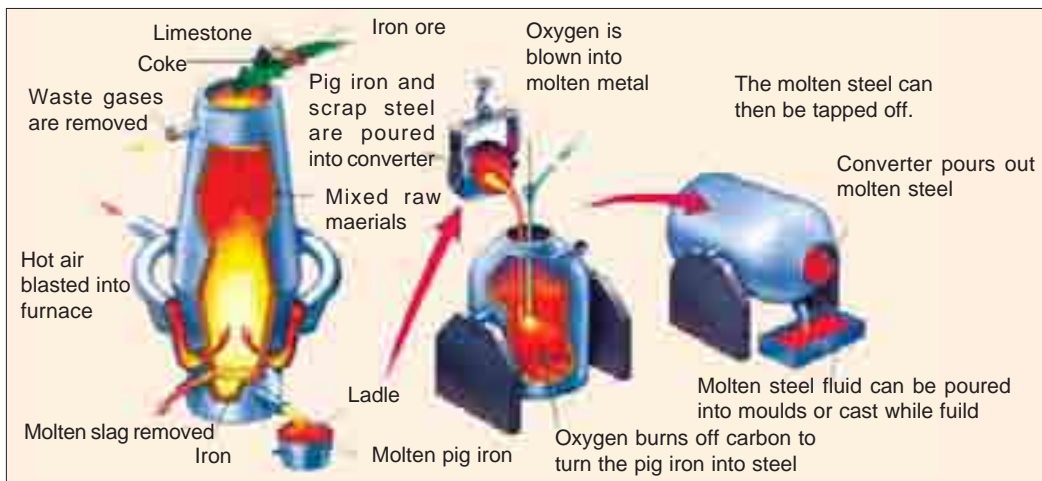 Limestone
Coke
Iron ore
Waste gases
are removed
Pig iron and
scrap steel
are poured
into converter
Mixed raw
maerials
Hot air
blasted into
furnace
Molten slag removed
Iron
Ladle
Molten pig iron
Oxygen is
blown into
molten metal
Oxygen burns off carbon to
turn the pig iron into steel
The molten steel can
then be tapped off.
Converter pours out
molten steel
Molten steel fluid can be poured
into moulds or cast while fuild